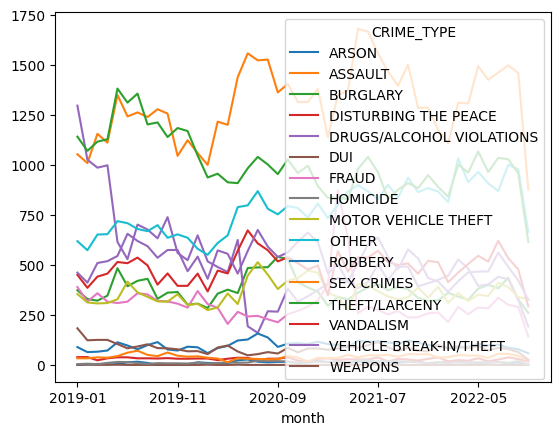 1750
1500
1250
1000
750
500
250
0
CRIME_TYPE
ARSON
ASSAULT
BURGLARY
DISTURBING THE PEACE
DRUGS/ALCOHOL VIOLATIONS
DUI
FRAUD
HOMICIDE
MOTOR VEHICLE THEFT
OTHER
ROBBERY
SEX CRIMES
THEFT/LARCENY
VANDALISM
VEHICLE BREAK-IN/THEFT
WEAPONS
2019-01 2019-11 2020-09 2021-07 2022-05
month